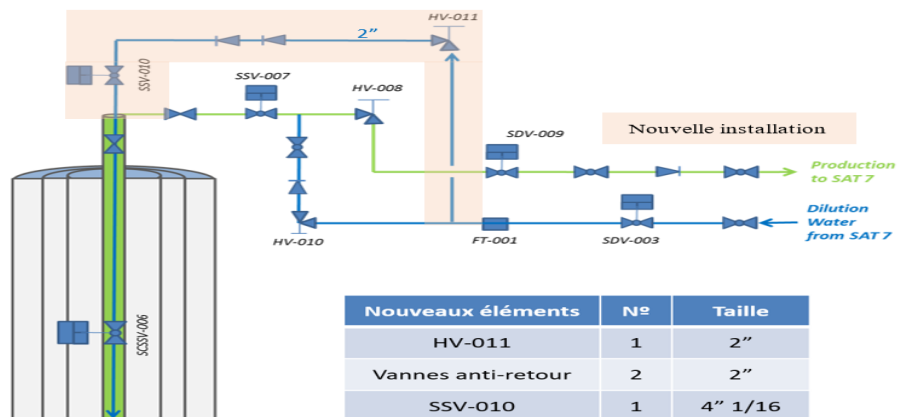 HV-011
2”
SSV-010
SSV-007
HV-008
SDV-009
Nouvelle installation
Production
to SAT 7
Dilution
Water
from SAT 7
HV-010
FT-001
SDV-003
SCSSV-006
Nouveaux éléments Nº Taille
HV-011 1 2”
Vannes anti-retour 2 2”
SSV-010 1 4” 1/16